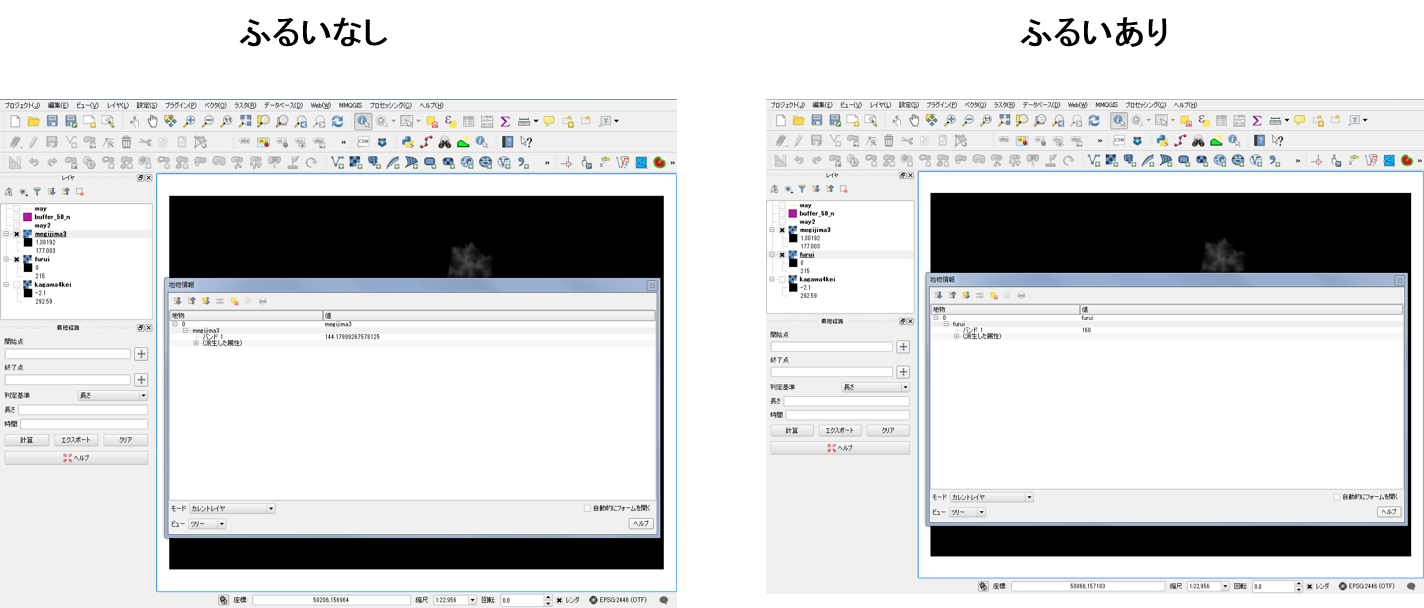 ふるいなし
ふるいあり
プロジェクト(J) 編集(E) ビュー(V) レイヤ(L) 設定(S) プラグイン(P) ベクタ(O) ラスタ(R) データベース(D) Web(W) MMQGIS プロセッシング(C) ヘルプ(H)
CSW
レイヤ
way
buffer_50_n
way2
megijima3
1.30192
177.003
furui
0
215
kagawa4kei
-2.1
292.59
最短経路
開始点
終了点
判定基準 長さ
長さ
時間
計算 エクスポート クリア
ヘルプ
地物情報
地物 値
0 megijima3
megijima3
バンド 1 144.17999267578125
(派生した属性)
モード カレントレイヤ
自動的にフォームを開く
ビュー ツリー
ヘルプ
座標 50206,156964 縮尺 1:22,956 回転 0.0 レンダ EPSG:2446 (OTF)
プロジェクト(J) 編集(E) ビュー(V) レイヤ(L) 設定(S) プラグイン(P) ベクタ(O) ラスタ(R) データベース(D) Web(W) MMQGIS プロセッシング(C) ヘルプ(H)
CSW
レイヤ
way
buffer_50_n
way2
megijima3
1.30192
177.003
furui
0
215
kagawa4kei
-2.1
292.59
最短経路
開始点
終了点
判定基準 長さ
長さ
時間
計算 エクスポート クリア
ヘルプ
地物情報
地物 値
0 furui
furui
バンド 1 160
(派生した属性)
モード カレントレイヤ
自動的にフォームを開く
ビュー ツリー
ヘルプ
座標 50066,157183 縮尺 1:22,956 回転 0.0 レンダ EPSG:2446 (OTF)